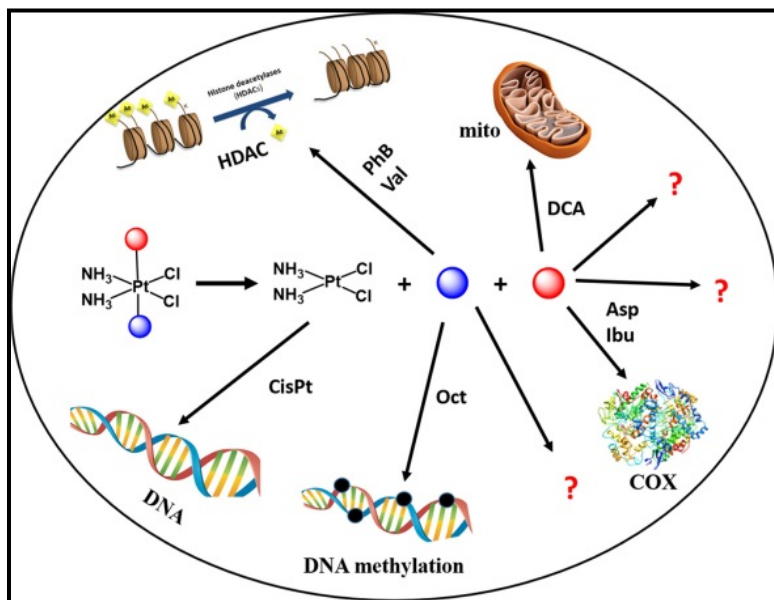 Histone deacetylases
(HDACs)
HDAC
PhB
Val
mito
DCA
?
?
NH3
NH3
Pt
Cl
Cl
NH3
NH3
Pt
Cl
Cl
+
+
Asp
Ibu
CisPt
Oct
?
DNA
COX
DNA methylation